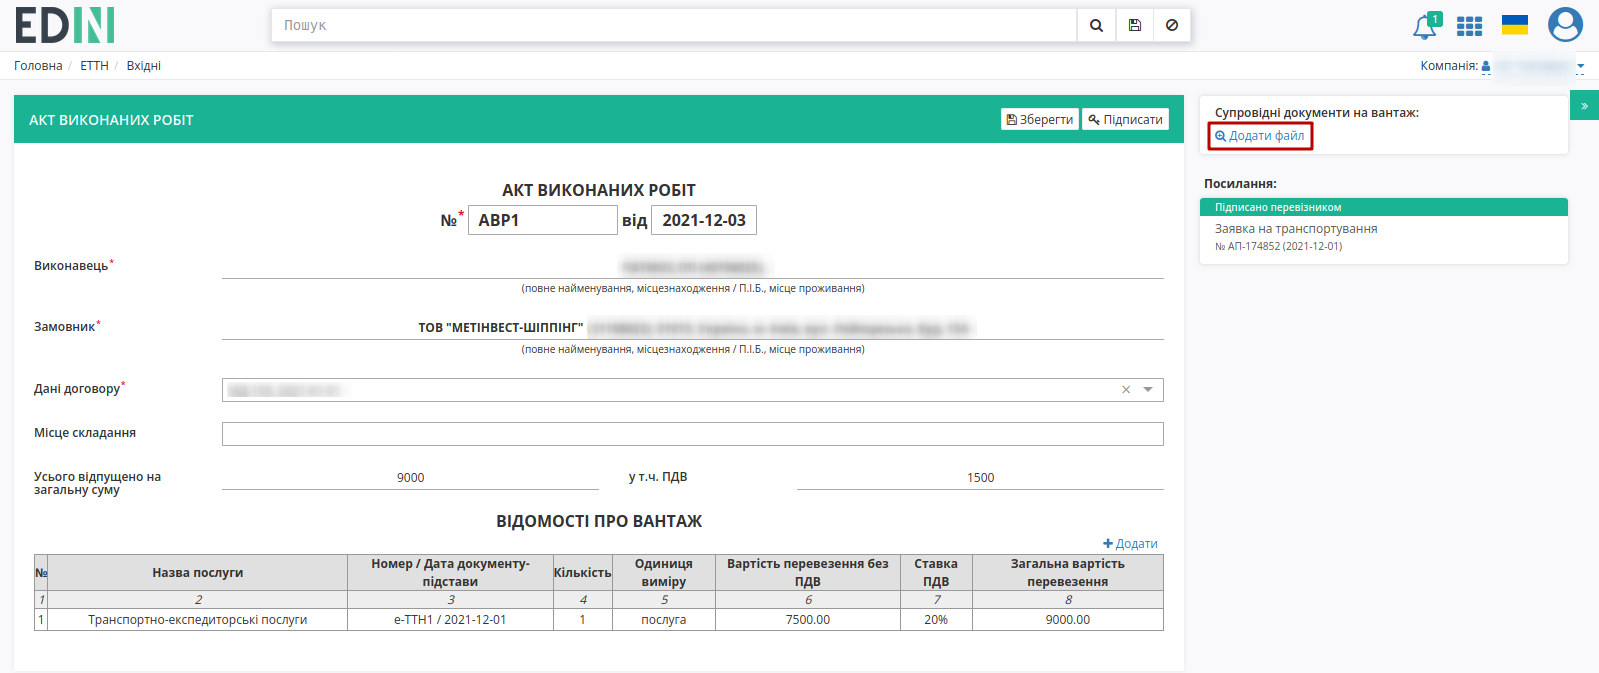 EDIN
Пошук
1
Головна / ЕТТН / Вхідні
Компанія:
АКТ ВИКОНАНИХ РОБІТ
Зберегти
Підписати
АКТ ВИКОНАНИХ РОБІТ
№* АВР1 від 2021-12-03
Виконавець*
(повне найменування, місцезнаходження / П.І.Б., місце проживання)
Замовник* ТОВ "МЕТІНВЕСТ-ШІППІНГ"
(повне найменування, місцезнаходження / П.І.Б., місце проживання)
Дані договору*
×
Місце складання
Усього відпущено на
загальну суму
9000 у т.ч. ПДВ 1500
ВІДОМОСТІ ПРО ВАНТАЖ
+ Додати
№ Назва послуги Номер / Дата документу-підстави Кількість Одиниця виміру Вартість перевезення без ПДВ Ставка ПДВ Загальна вартість перевезення
1 2 3 4 5 6 7 8
1 Транспортно-експедиторські послуги е-ТТН1 / 2021-12-01 1 послуга 7500.00 20% 9000.00
»
Супровідні документи на вантаж:
Додати файл
Посилання:
Підписано перевізником
Заявка на транспортування
№ АП-174852 (2021-12-01)